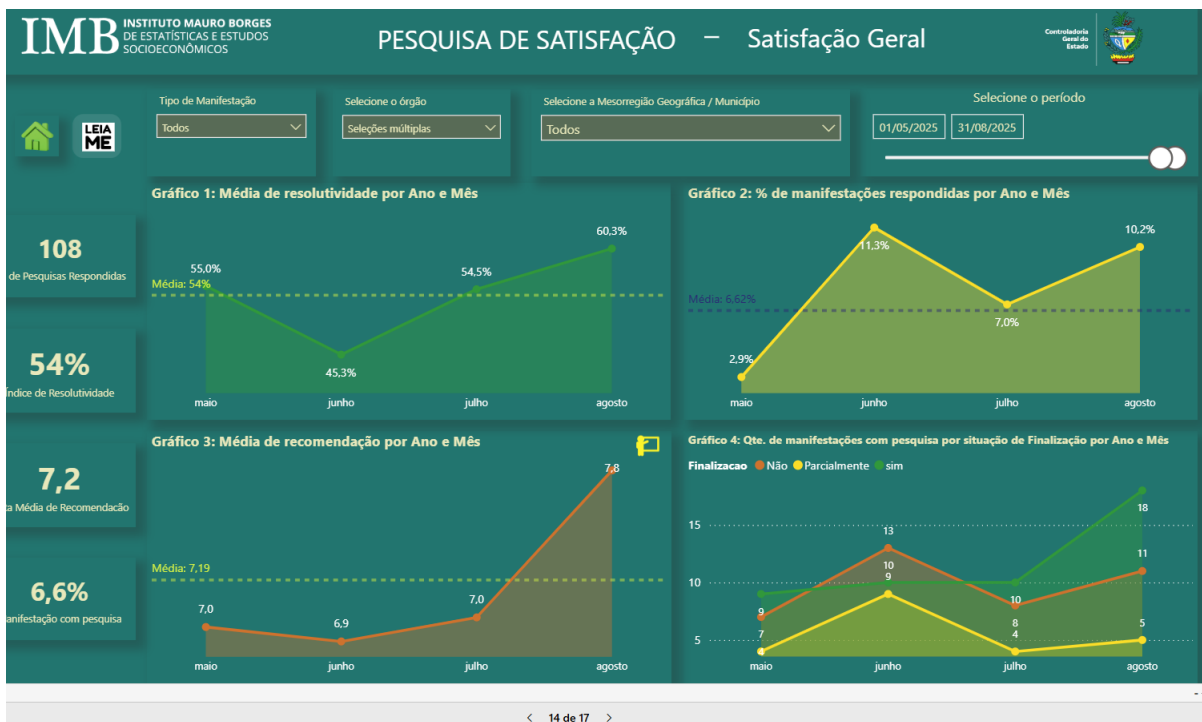 IMB INSTITUTO MAURO BORGES
DE ESTATÍSTICAS E ESTUDOS
SOCIOECONÔMICOS
PESQUISA DE SATISFAÇÃO – Satisfação Geral
Controladoria
Geral do
Estado
Tipo de Manifestação
Todos
Selecione o órgão
Seleções múltiplas
Selecione a Mesorregião Geográfica / Município
Todos
Selecione o período
01/05/2025 31/08/2025
LEIA
ME
108
de Pesquisas Respondidas
54%
Índice de Resolutividade
7,2
a Média de Recomendacão
6,6%
anifestação com pesquisa
Gráfico 1: Média de resolutividade por Ano e Mês
60,3%
55,0%
54,5%
Média: 54%
45,3%
maio junho julho agosto
Gráfico 2: % de manifestações respondidas por Ano e Mês
10,2%
11,3%
Média: 6,62%
7,0%
2,9%
maio junho julho agosto
Gráfico 3: Média de recomendação por Ano e Mês
7,8
Média: 7,19
7,0
7,0
6,9
maio junho julho agosto
Gráfico 4: Qte. de manifestações com pesquisa por situação de Finalização por Ano e Mês
Finalizacao Não Parcialmente sim
15
10
5
18
13
11
10
9
10
9
8
7
4
5
maio junho julho agosto
14 de 17